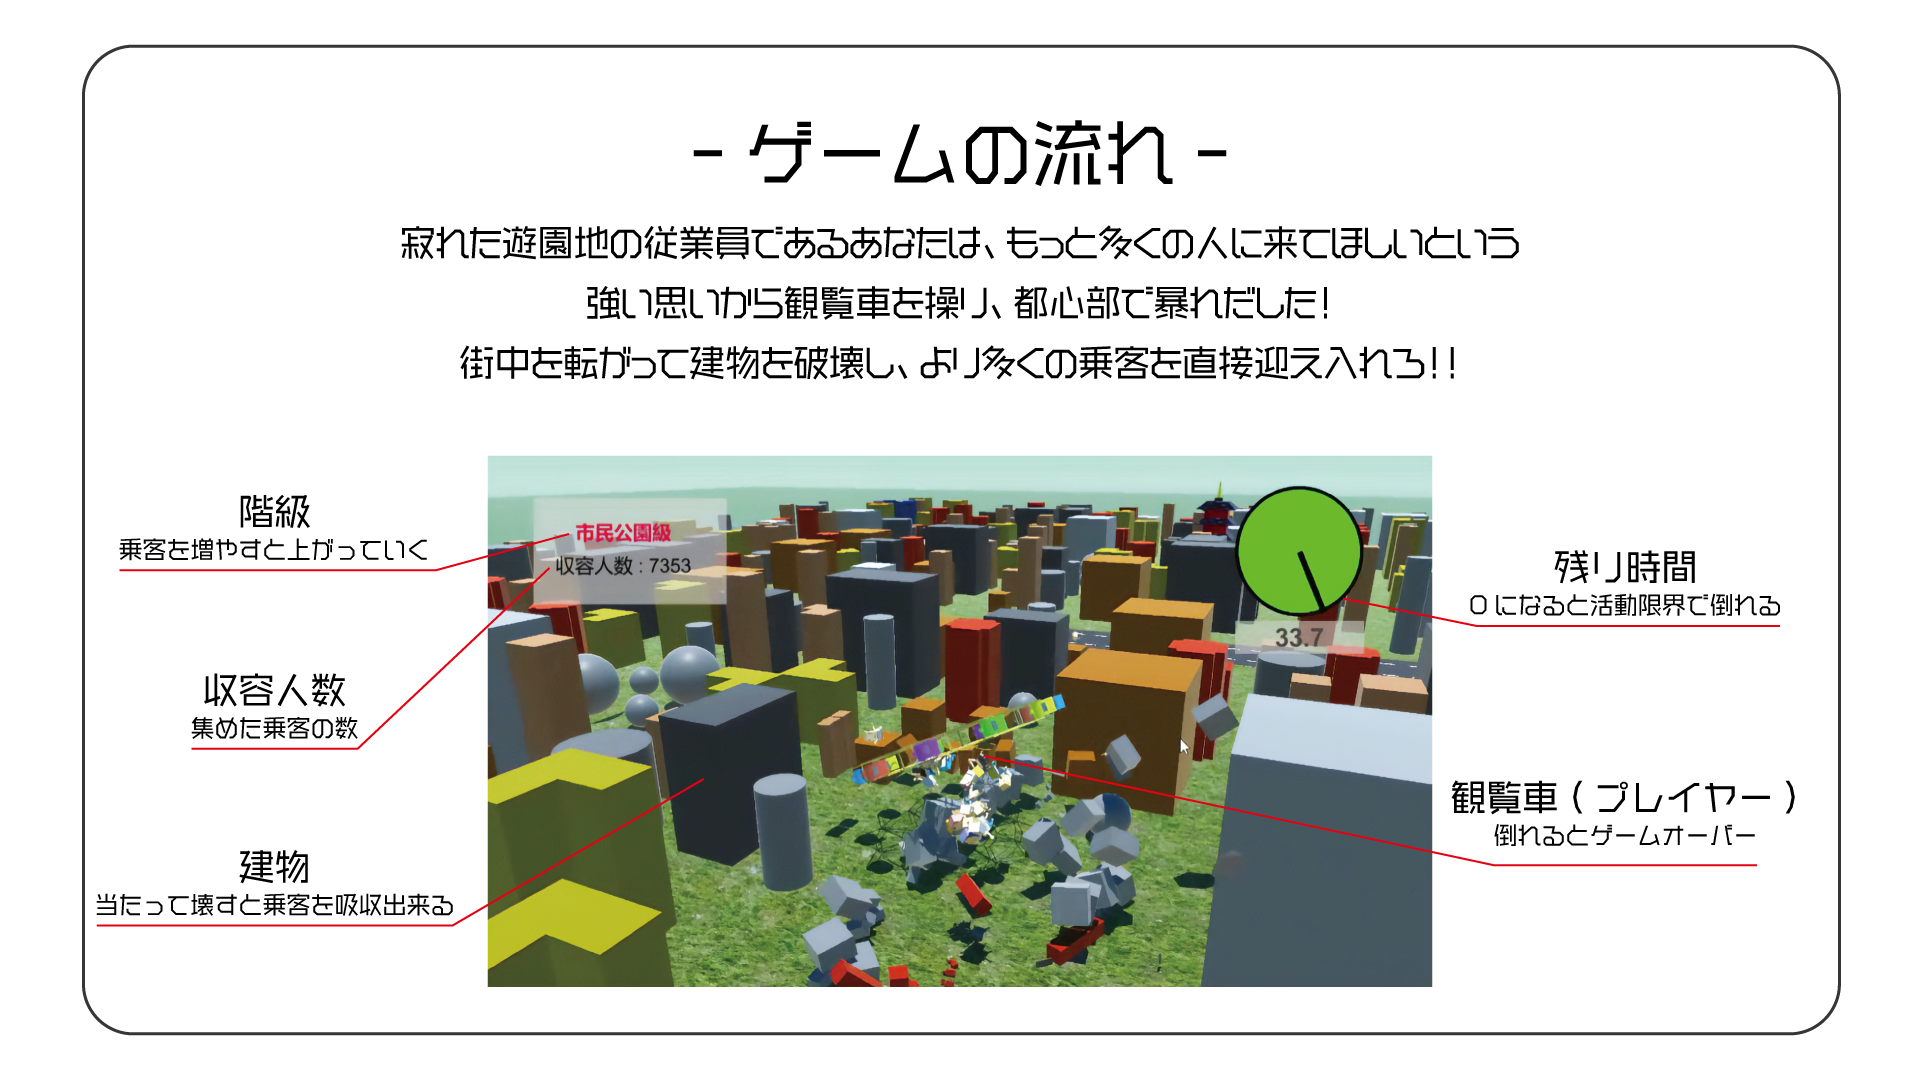 - ゲームの流れ -
寂れた遊園地の従業員であるあなたは、もっと多くの人に来てほしいという
強い思いから観覧車を操り、都心部で暴れだした!
街中を転がって建物を破壊し、より多くの乗客を直接迎え入れろ!!
階級
乗客を増やすと上がっていく
収容人数
集めた乗客の数
建物
当たって壊すと乗客を吸収出来る
市民公園級
収容人数 : 7353
33.7
残り時間
0になると活動限界で倒れる
観覧車 ( プレイヤー )
倒れるとゲームオーバー